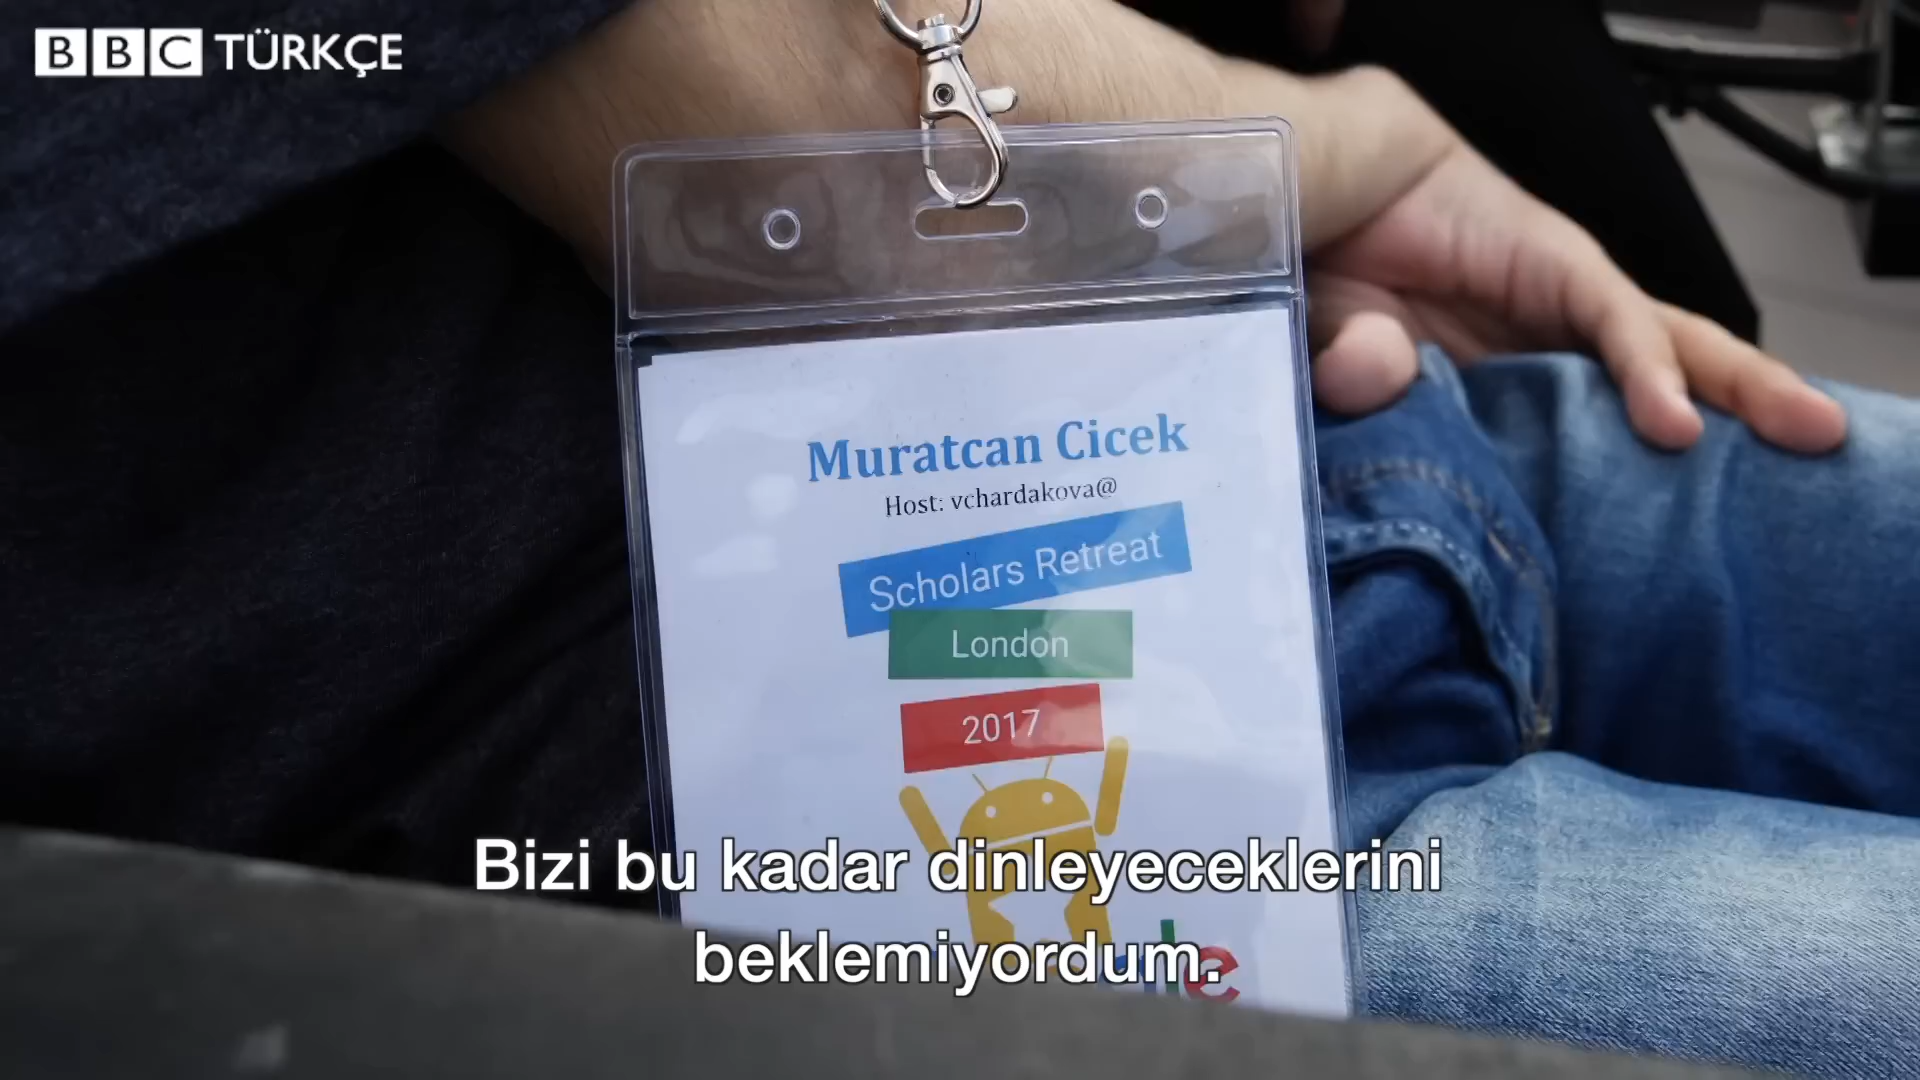 BBC TÜRKÇE
Muratcan Cicek
Host: vchardakova@
Scholars Retreat
London
2017
Bizi bu kadar dinleyeceklerini
beklemiyordum.